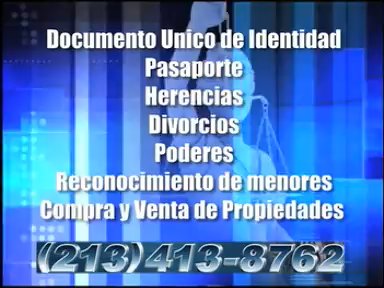 Documento Unico de Identidad
Pasaporte
Herencias
Divorcios
Poderes
Reconocimiento de menores
Compra y Venta de Propiedades
(213)413-8762